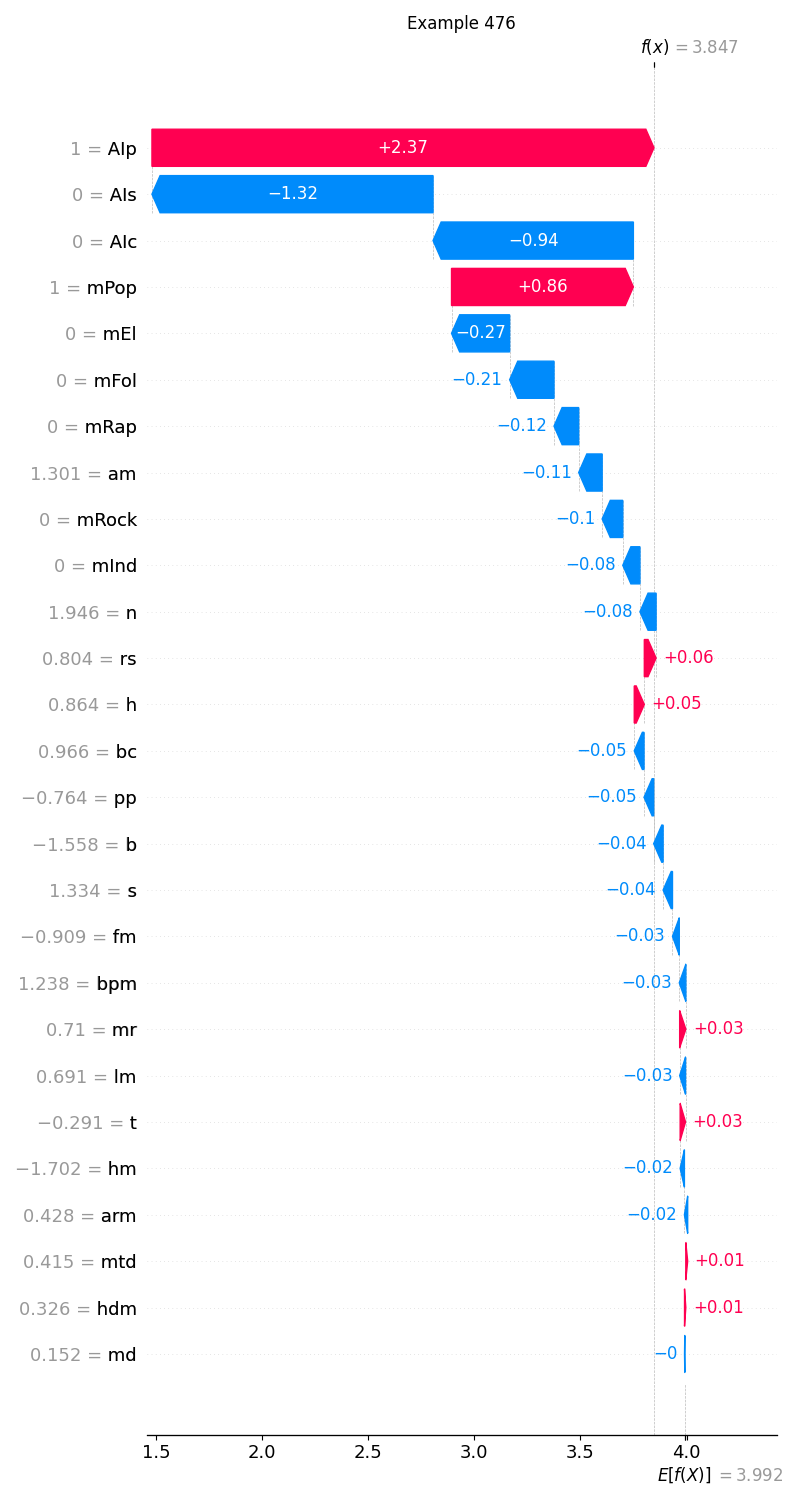 Example 476
f(x) = 3.847
1 = AIp +2.37
0 = AIs −1.32
0 = AIc −0.94
1 = mPop +0.86
0 = mEl −0.27
0 = mFol −0.21
0 = mRap −0.12
1.301 = am −0.11
0 = mRock −0.1
0 = mInd −0.08
1.946 = n −0.08
0.804 = rs +0.06
0.864 = h +0.05
0.966 = bc −0.05
−0.764 = pp −0.05
−1.558 = b −0.04
1.334 = s −0.04
−0.909 = fm −0.03
1.238 = bpm −0.03
0.71 = mr +0.03
0.691 = lm −0.03
−0.291 = t +0.03
−1.702 = hm −0.02
0.428 = arm −0.02
0.415 = mtd +0.01
0.326 = hdm +0.01
0.152 = md −0
1.5 2.0 2.5 3.0 3.5 4.0
E[f(X)] = 3.992